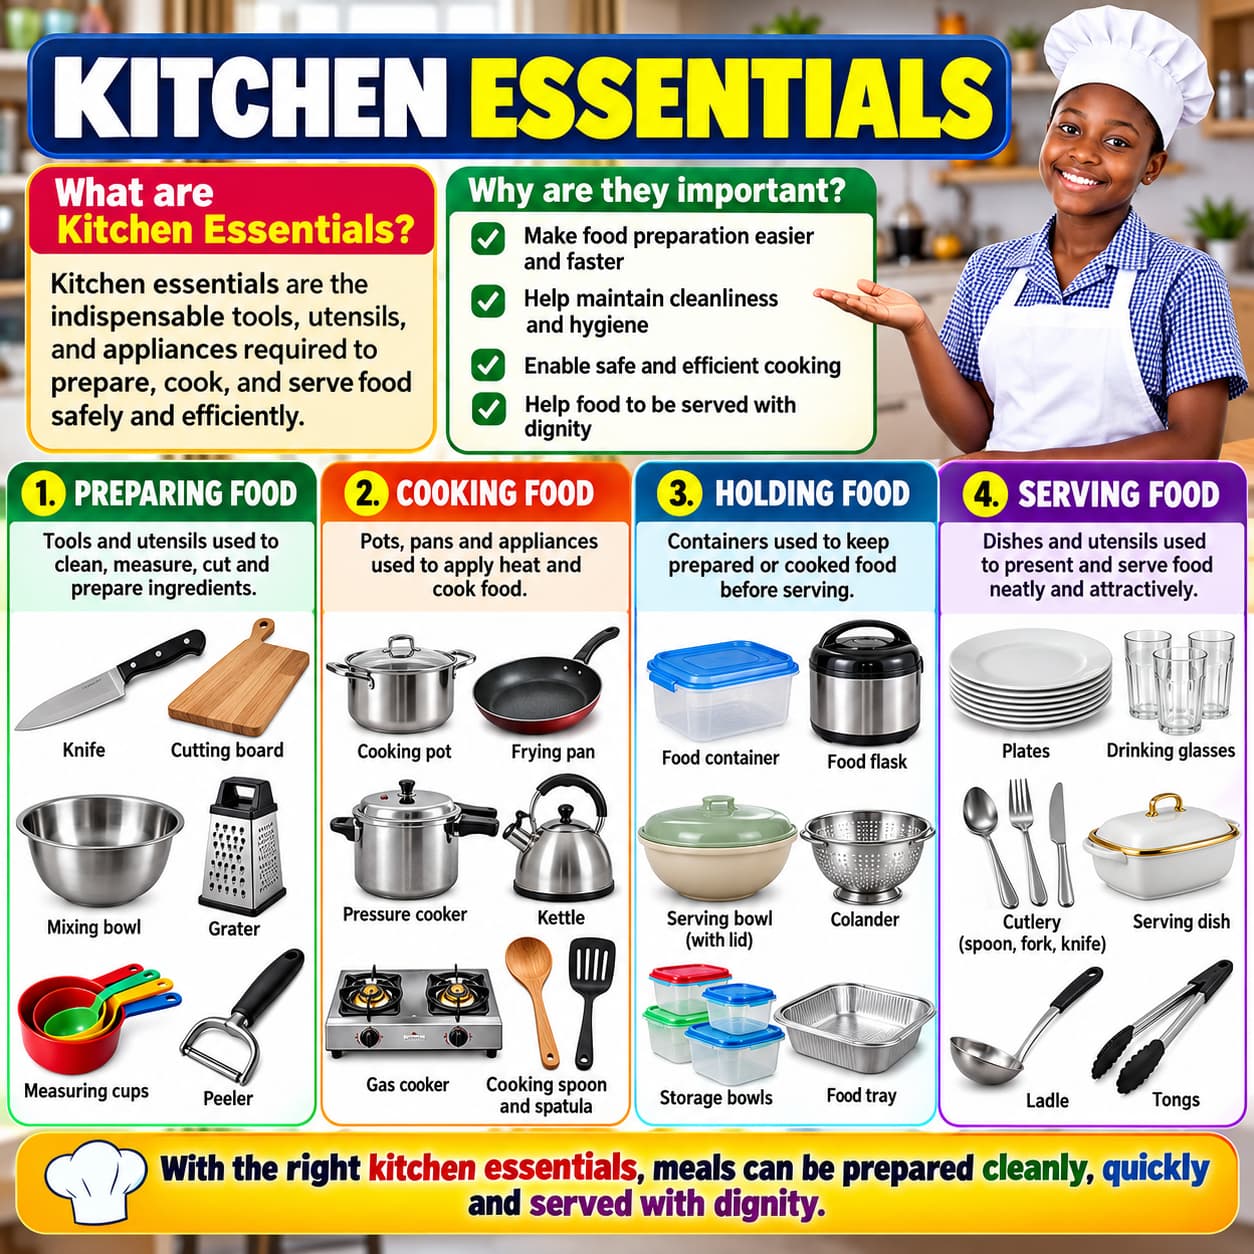 KITCHEN ESSENTIALS
What are
Kitchen Essentials?
Kitchen essentials are the
indispensable tools, utensils,
and appliances required to
prepare, cook, and serve food
safely and efficiently.
Why are they important?
Make food preparation easier
and faster
Help maintain cleanliness
and hygiene
Enable safe and efficient cooking
Help food to be served with
dignity
1. PREPARING FOOD
Tools and utensils used to
clean, measure, cut and
prepare ingredients.
Knife
Cutting board
Mixing bowl
Grater
Measuring cups
Peeler
2. COOKING FOOD
Pots, pans and appliances
used to apply heat and
cook food.
Cooking pot
Frying pan
Pressure cooker
Kettle
Gas cooker
Cooking spoon
and spatula
3. HOLDING FOOD
Containers used to keep
prepared or cooked food
before serving.
Food container
Food flask
Serving bowl
(with lid)
Colander
Storage bowls
Food tray
4. SERVING FOOD
Dishes and utensils used
to present and serve food
neatly and attractively.
Plates
Drinking glasses
Cutlery
(spoon, fork, knife)
Serving dish
Ladle
Tongs
With the right kitchen essentials, meals can be prepared cleanly, quickly
and served with dignity.